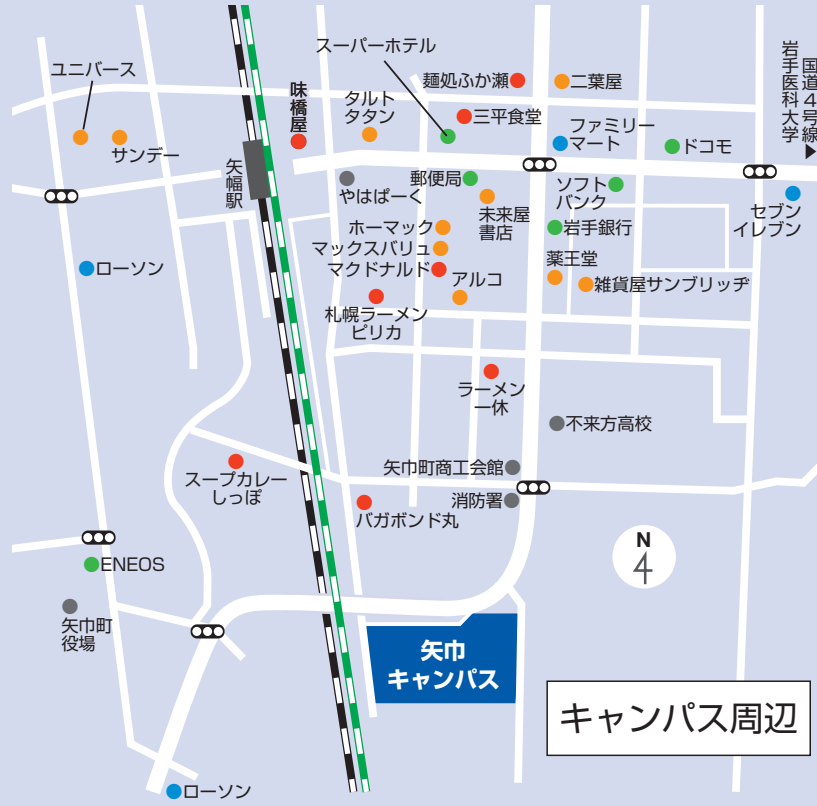 スーパーホテル
ユニバース
サンデー
味橋屋
タルト
タタン
麺処ふか瀬
二葉屋
三平食堂
ファミリー
マート
ドコモ
国道4号線▶
岩手医科大学
矢幅駅
やはぱーく
郵便局
ソフト
バンク
未来屋
書店
セブン
イレブン
ホーマック
岩手銀行
マックスバリュ
マクドナルド
ローソン
アルコ
薬王堂
雑貨屋サンブリッヂ
札幌ラーメン
ピリカ
ラーメン
一休
不来方高校
矢巾町商工会館
スープカレー
しっぽ
消防署
バガボンド丸
N
ENEOS
矢巾町
役場
矢巾
キャンパス
キャンパス周辺
ローソン